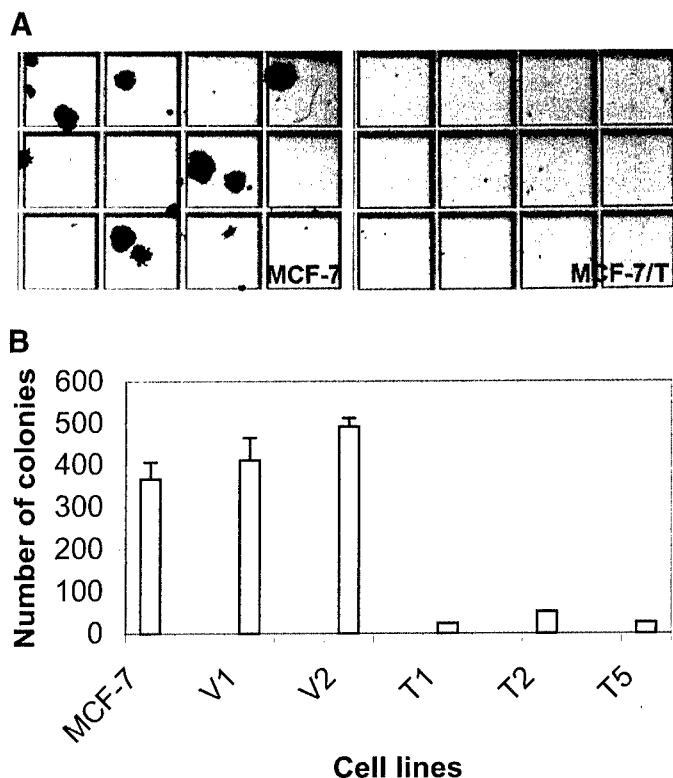 A
MCF-7
MCF-7/T
B
Number of colonies
600
500
400
300
200
100
0
MCF-7
V1
V2
T1
T2
T5
Cell lines